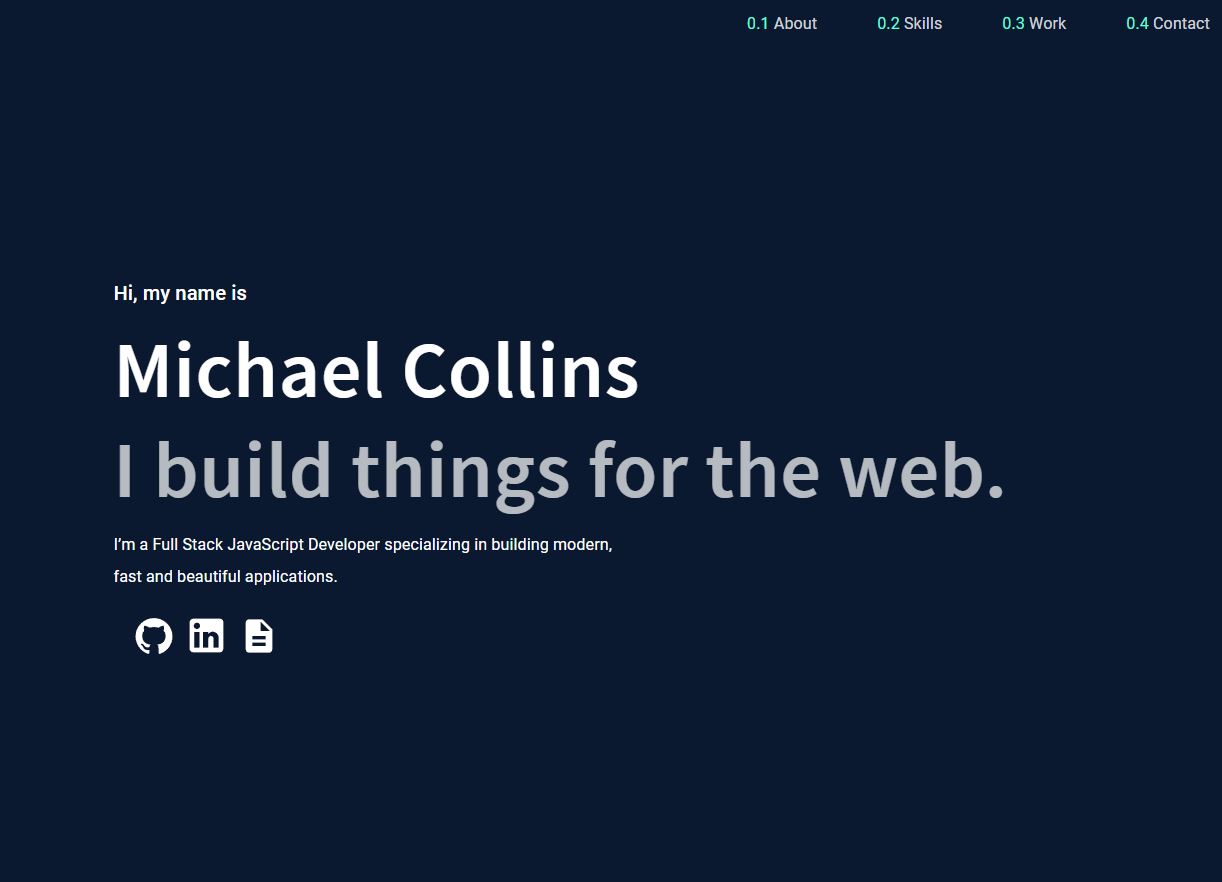 0.1 About 0.2 Skills 0.3 Work 0.4 Contact
Hi, my name is
Michael Collins
I build things for the web.
I’m a Full Stack JavaScript Developer specializing in building modern,
fast and beautiful applications.
in